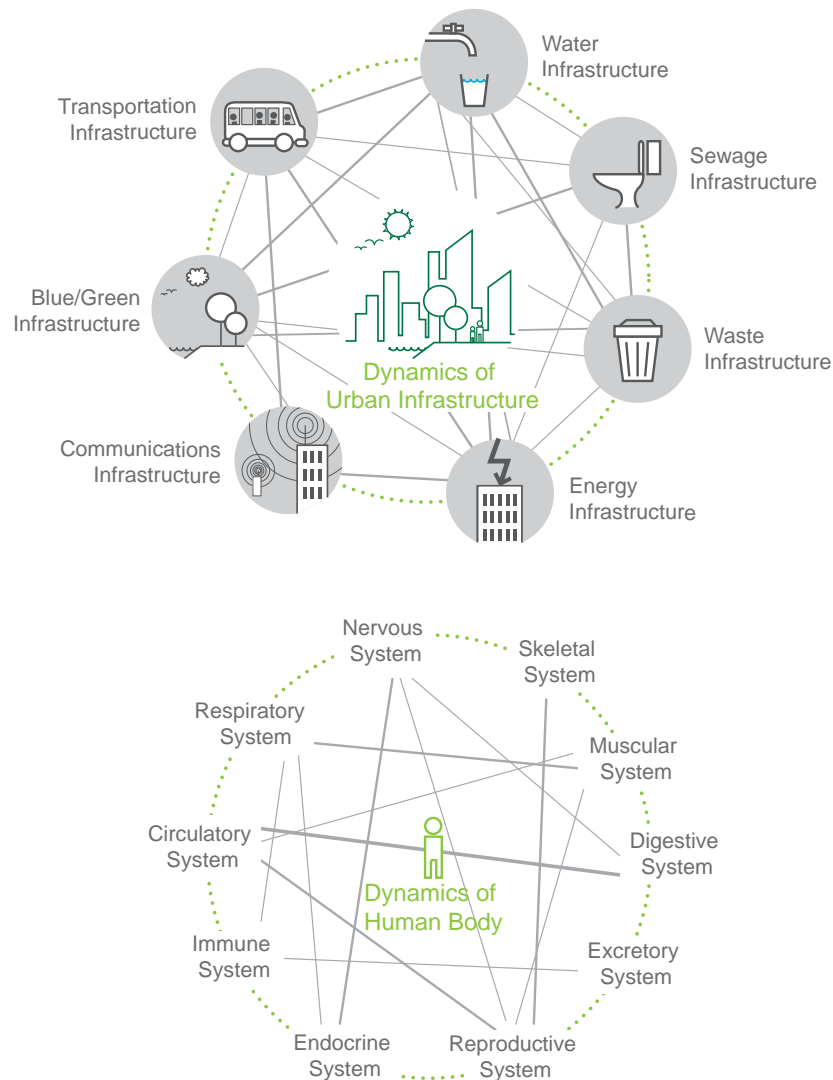 Water
Infrastructure
Transportation
Infrastructure
Sewage
Infrastructure
Blue/Green
Infrastructure
Waste
Infrastructure
Dynamics of
Urban Infrastructure
Communications
Infrastructure
Energy
Infrastructure
Nervous
System
Skeletal
System
Respiratory
System
Muscular
System
Circulatory
System
Digestive
System
Dynamics of
Human Body
Immune
System
Excretory
System
Endocrine
System
Reproductive
System